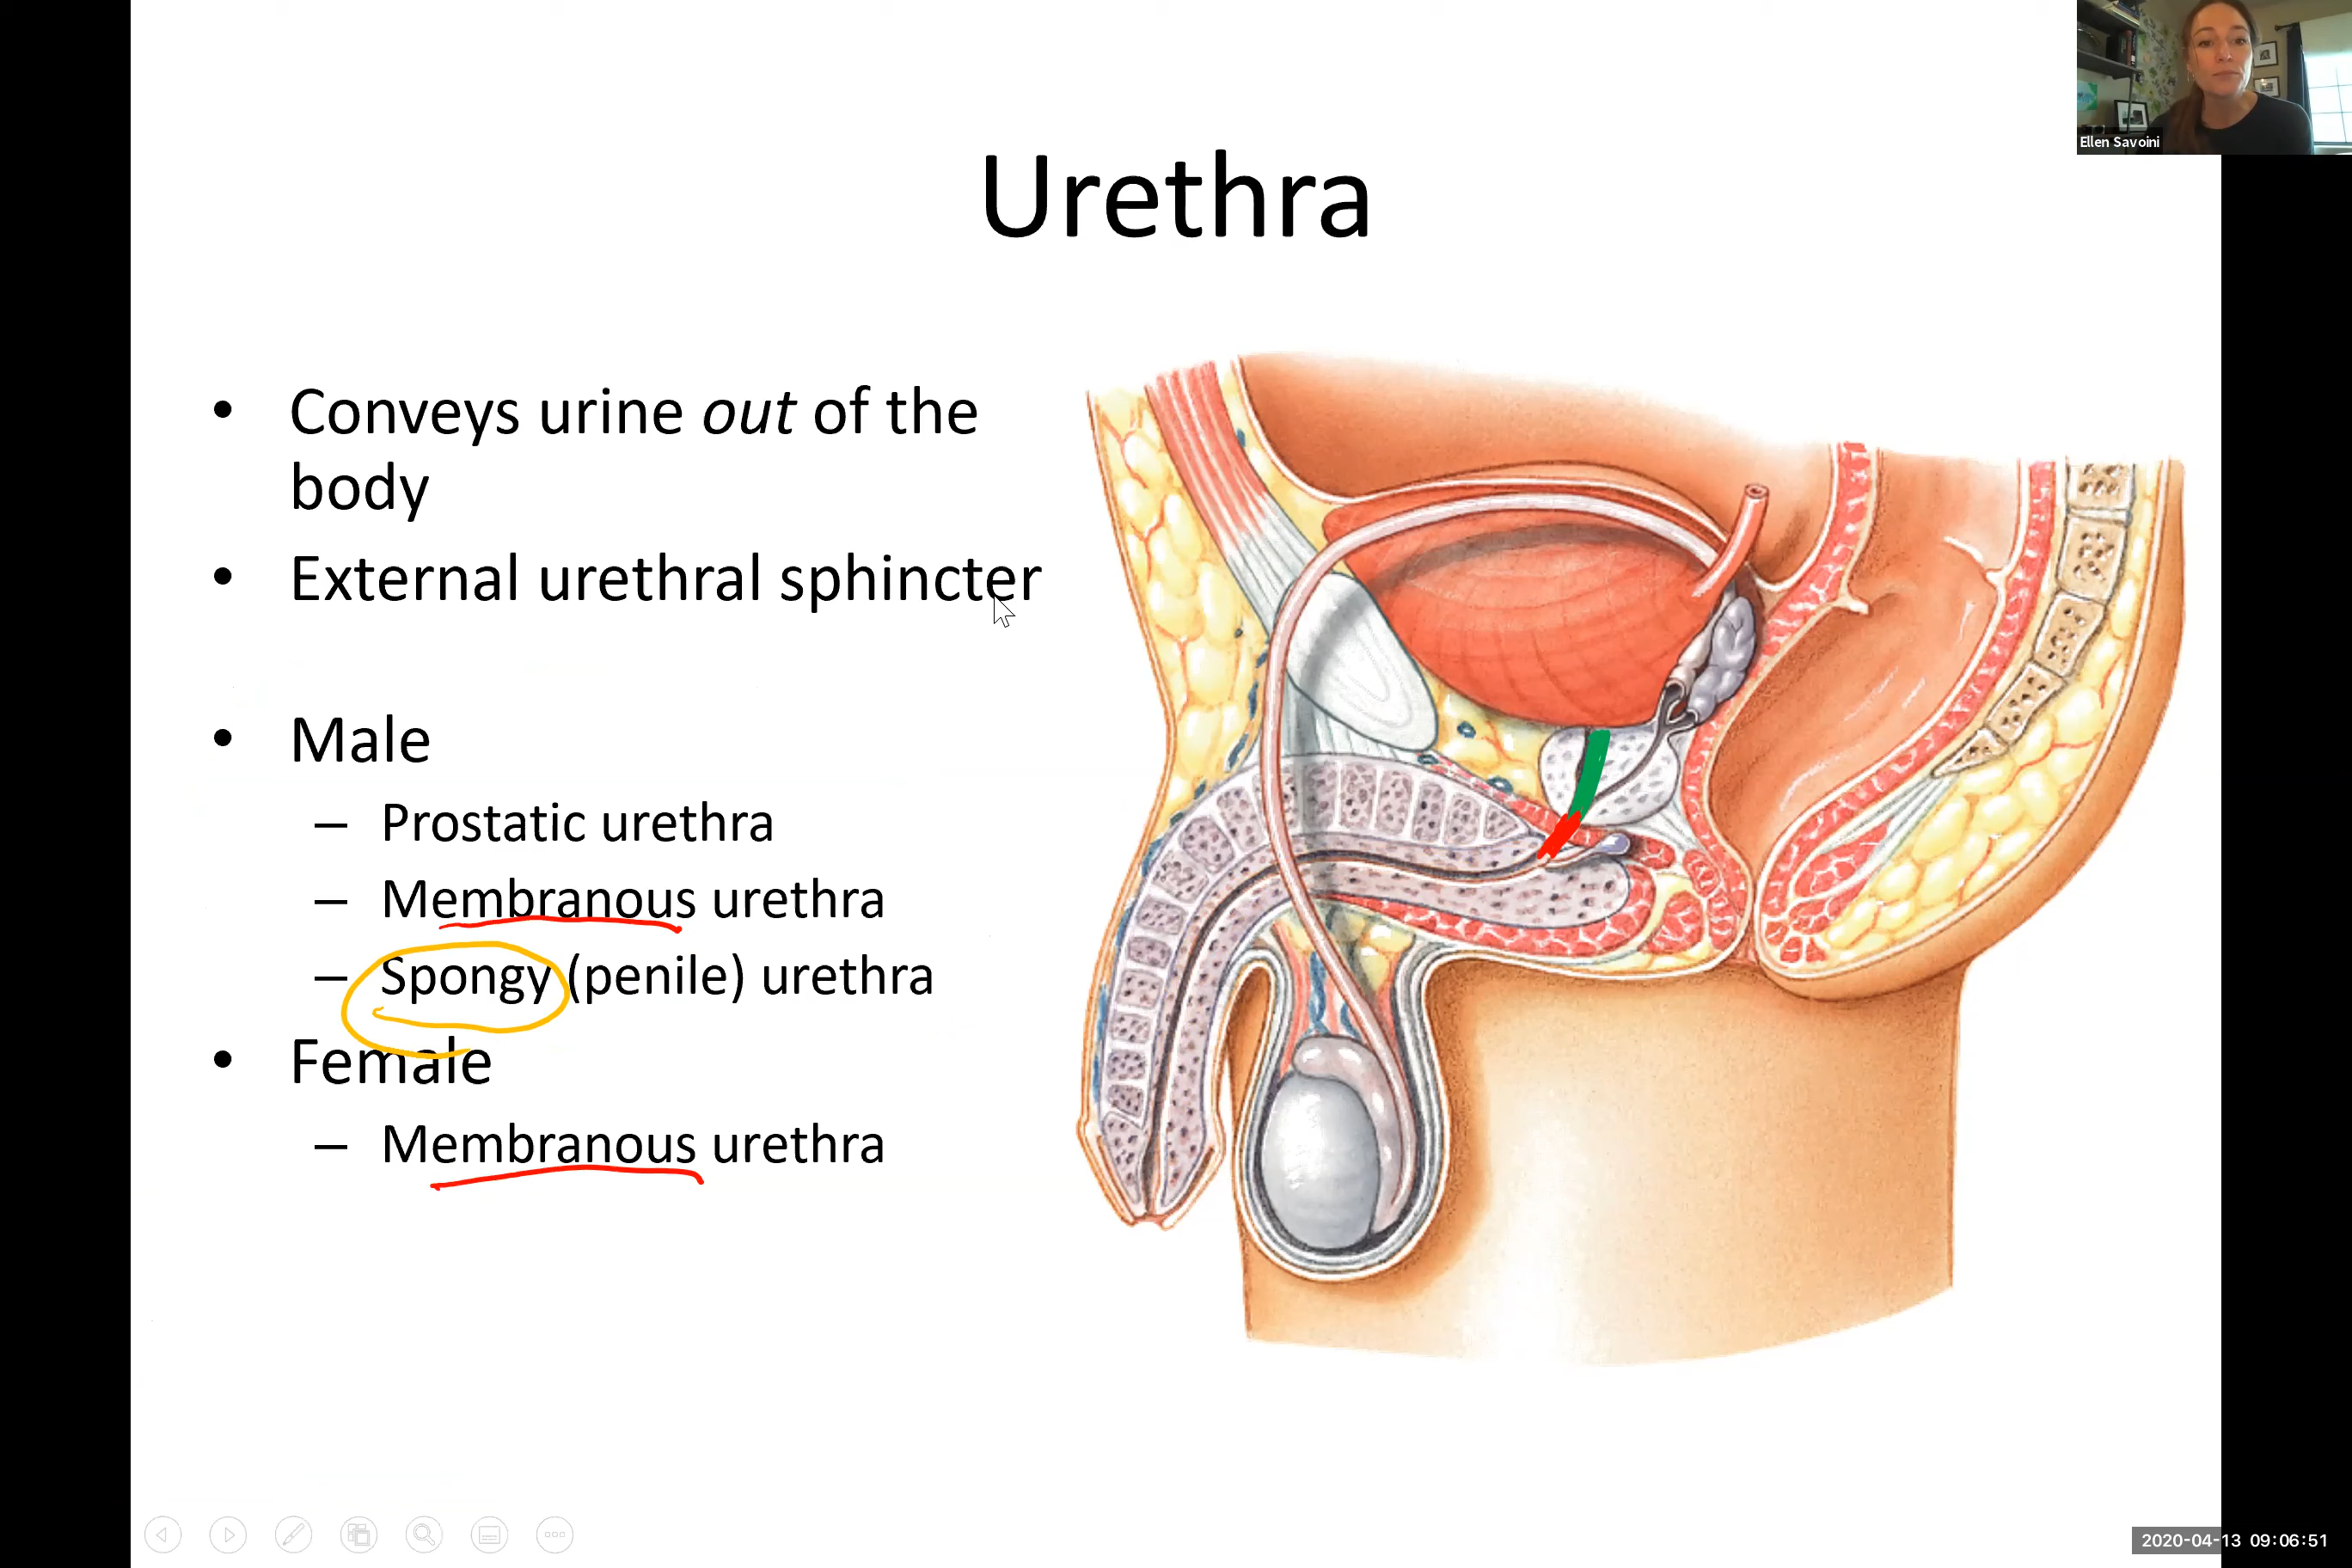 Ellen Savoini
Urethra
• Conveys urine out of the
body
• External urethral sphincter
• Male
– Prostatic urethra
– Membranous urethra
– Spongy (penile) urethra
• Female
– Membranous urethra
2020-04-13 09:06:51